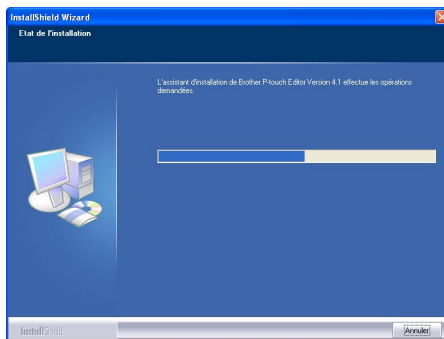 InstallShield Wizard
Etat de l'installation
L'assistant d'installation de Brother P-touch Editor Version 4.1 effectue les opérations
demandées.
InstallShield
Annuler